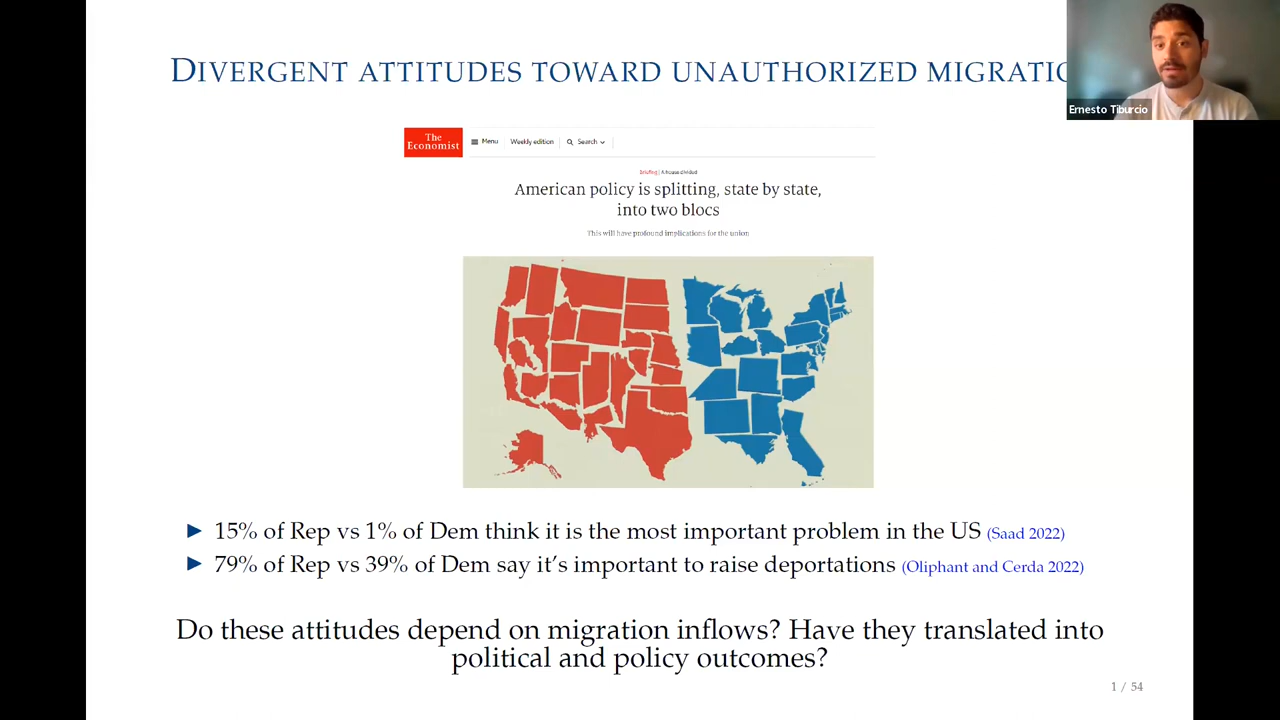 DIVERGENT ATTITUDES TOWARD UNAUTHORIZED MIGRATIO
Ernesto Tiburcio
The
Economist
Menu
Weekly edition
Search
Briefing | A house divided
American policy is splitting, state by state,
into two blocs
This will have profound implications for the union
15% of Rep vs 1% of Dem think it is the most important problem in the US (Saad 2022)
79% of Rep vs 39% of Dem say it's important to raise deportations (Oliphant and Cerda 2022)
Do these attitudes depend on migration inflows? Have they translated into
political and policy outcomes?
1 / 54